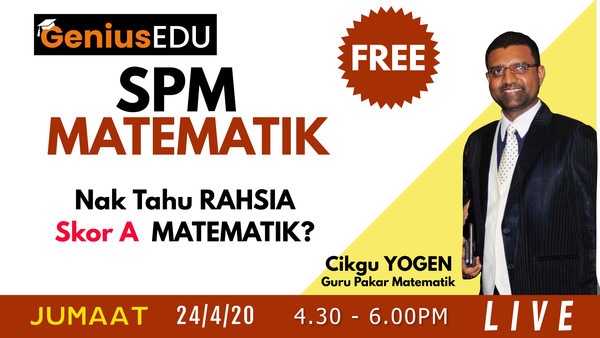 GeniusEDU
SPM
MATEMATIK
FREE
Nak Tahu RAHSIA
Skor A MATEMATIK?
Cikgu YOGEN
Guru Pakar Matematik
JUMAAT 24/4/20 4.30 - 6.00PM LIVE